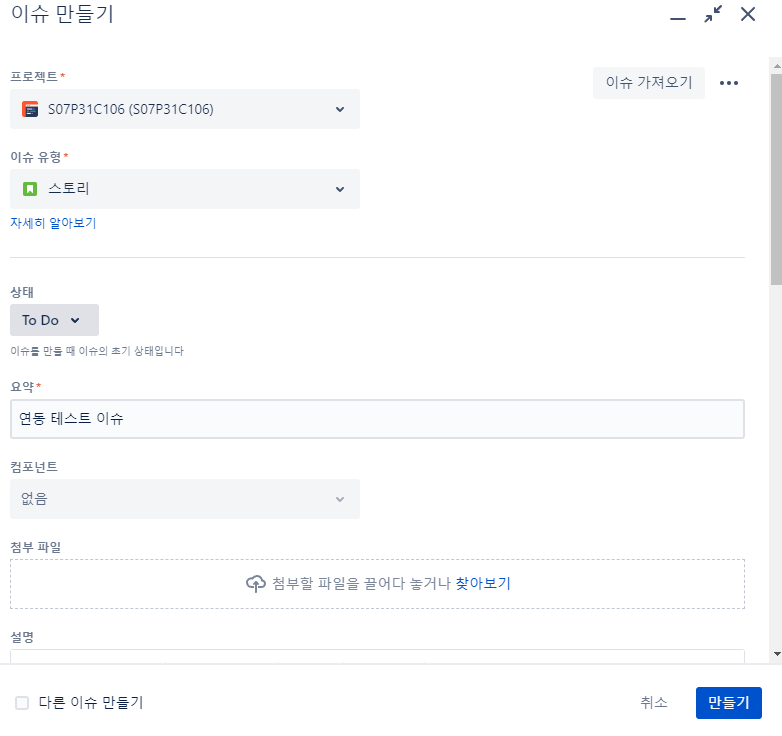 이슈 만들기
프로젝트*
이슈 가져오기
S07P31C106 (S07P31C106)
이슈 유형*
스토리
자세히 알아보기
상태
To Do
이슈를 만들 때 이슈의 초기 상태입니다
요약*
연동 테스트 이슈
컴포넌트
없음
첨부 파일
첨부할 파일을 끌어다 놓거나 찾아보기
설명
다른 이슈 만들기
취소
만들기